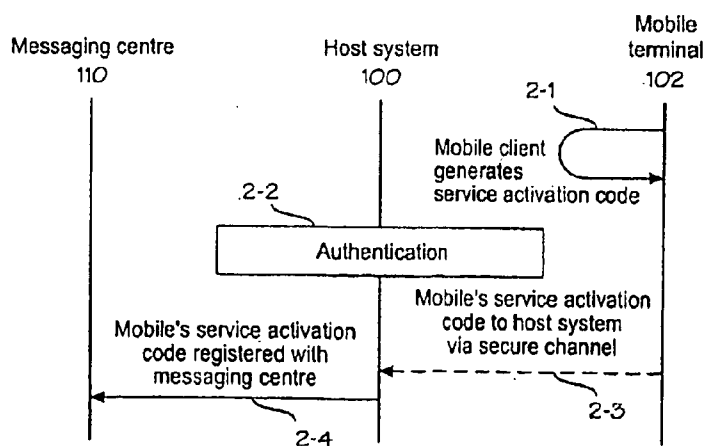 Messaging centre
110
Host system
100
Mobile
terminal
102
2-1
Mobile client
generates
service activation code
2-2
Authentication
Mobile's service activation
code to host system
via secure channel
2-3
Mobile's service activation
code registered with
messaging centre
2-4